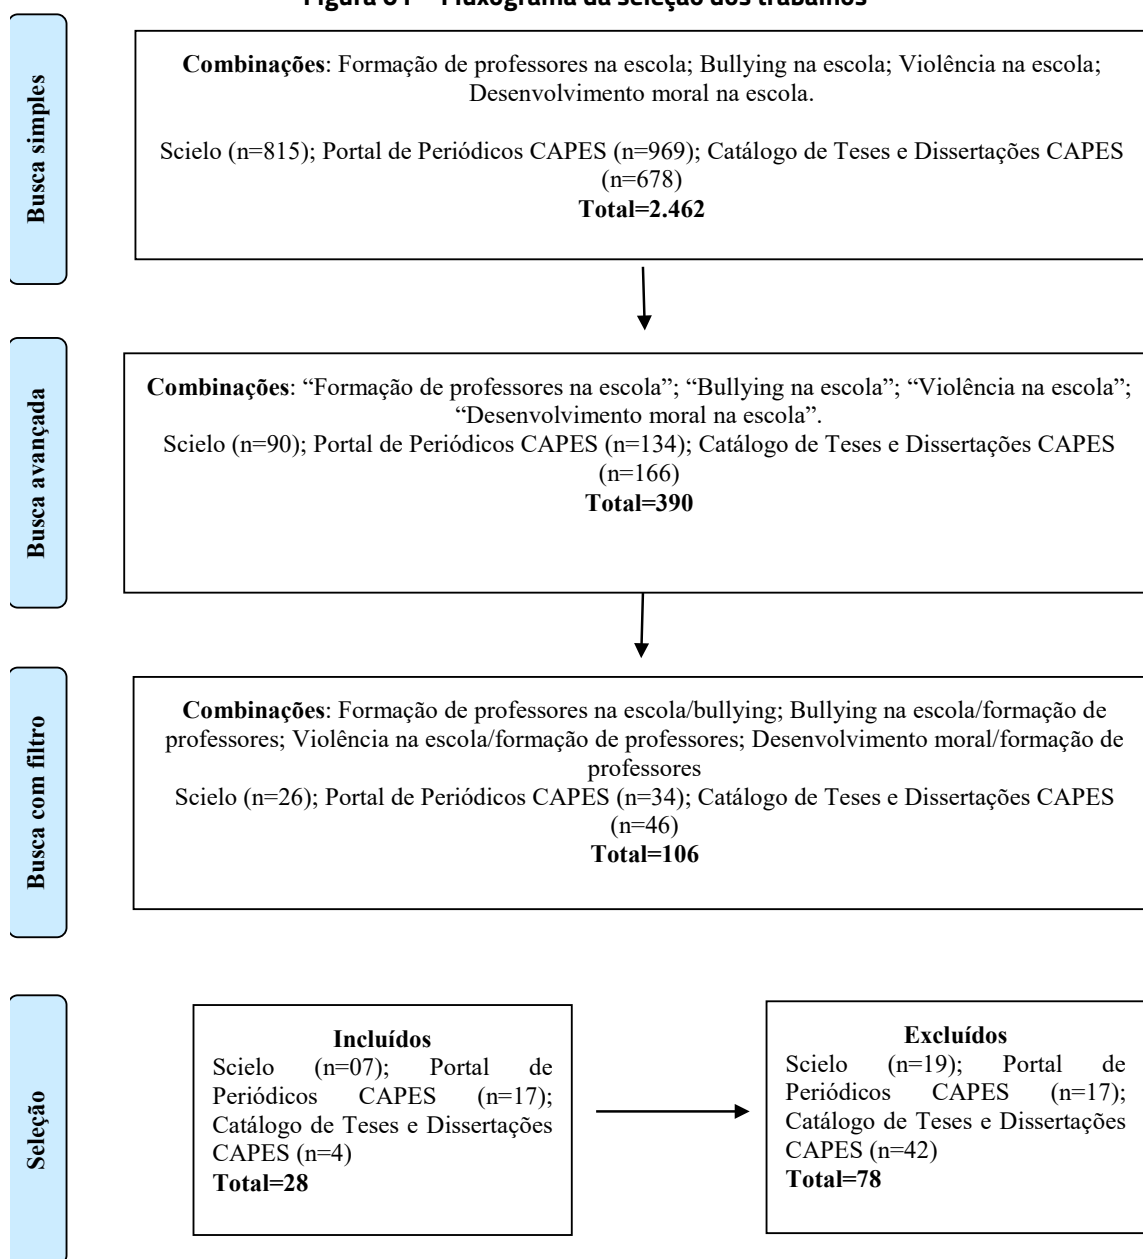 Figura 01 – Fluxograma da seleção dos trabalhos
Busca simples
Combinações: Formação de professores na escola; Bullying na escola; Violência na escola;
Desenvolvimento moral na escola.
Scielo (n=815); Portal de Periódicos CAPES (n=969); Catálogo de Teses e Dissertações CAPES
(n=678)
Total=2.462
Busca avançada
Combinações: “Formação de professores na escola”; “Bullying na escola”; “Violência na escola”;
“Desenvolvimento moral na escola”.
Scielo (n=90); Portal de Periódicos CAPES (n=134); Catálogo de Teses e Dissertações CAPES
(n=166)
Total=390
Busca com filtro
Combinações: Formação de professores na escola/bullying; Bullying na escola/formação de
professores; Violência na escola/formação de professores; Desenvolvimento moral/formação de
professores
Scielo (n=26); Portal de Periódicos CAPES (n=34); Catálogo de Teses e Dissertações CAPES
(n=46)
Total=106
Seleção
Incluídos
Scielo (n=07); Portal de
Periódicos CAPES (n=17);
Catálogo de Teses e Dissertações
CAPES (n=4)
Total=28
Excluídos
Scielo (n=19); Portal de
Periódicos CAPES (n=17);
Catálogo de Teses e Dissertações
CAPES (n=42)
Total=78